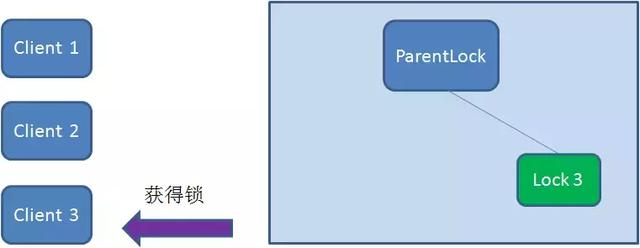 Client 1
ParentLock
Client 2
Client 3
获得锁
Lock 3